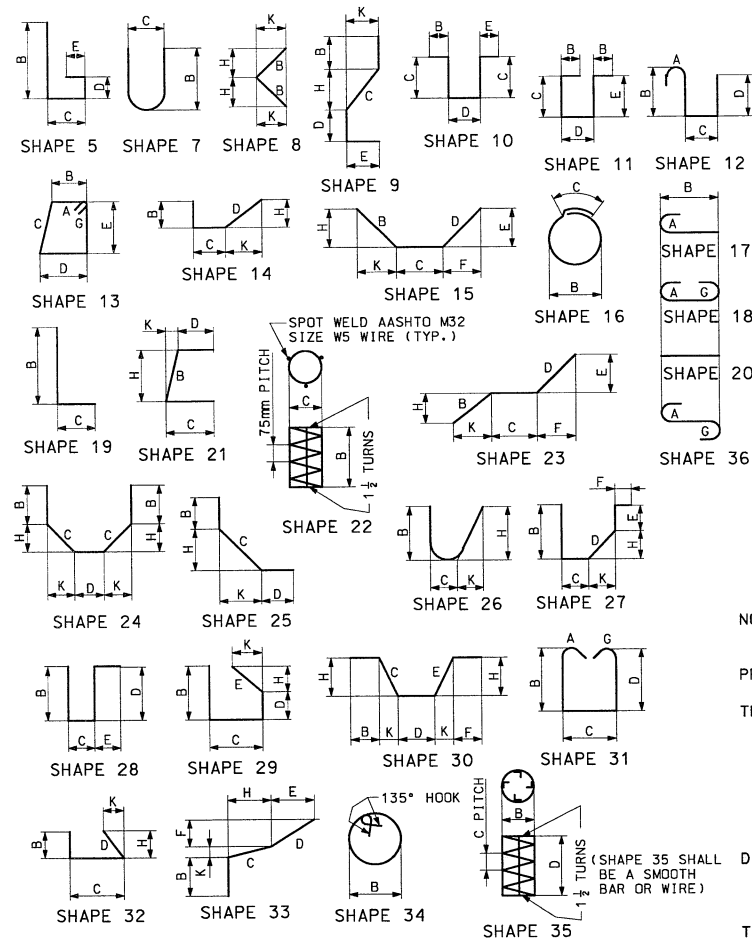 E C K K B E
B D B H B H B H C C C B B C E A B D
C K D E D D C
SHAPE 5 SHAPE 7 SHAPE 8 SHAPE 9 SHAPE 10 SHAPE 11 SHAPE 12
B C A G E D
SHAPE 13
B D H C K
SHAPE 14
H B D E K C F
SHAPE 15
C B
SHAPE 16
B
A
SHAPE 17
A G
SHAPE 18
SHAPE 20
A
G
SHAPE 36
B C
SHAPE 19
K D H B C
SHAPE 21
SPOT WELD AASHTO M32
SIZE W5 WIRE (TYP.)
75mm PITCH
C
B
1 1/2 TURNS
SHAPE 22
H B D E K C F
SHAPE 23
B H C C B H K D K
SHAPE 24
B H C K D
SHAPE 25
B H C K
SHAPE 26
F B D E H C K
SHAPE 27
NO
PE
TE
B D C E
SHAPE 28
K B E H D C
SHAPE 29
H C E H B K D K F
SHAPE 30
A G B D C
SHAPE 31
K B D H C
SHAPE 32
H E F K C D B
SHAPE 33
135° HOOK
B
SHAPE 34
B
C PITCH
D
1 1/2 TURNS
(SHAPE 35 SHALL
BE A SMOOTH
BAR OR WIRE)
SHAPE 35
D
T